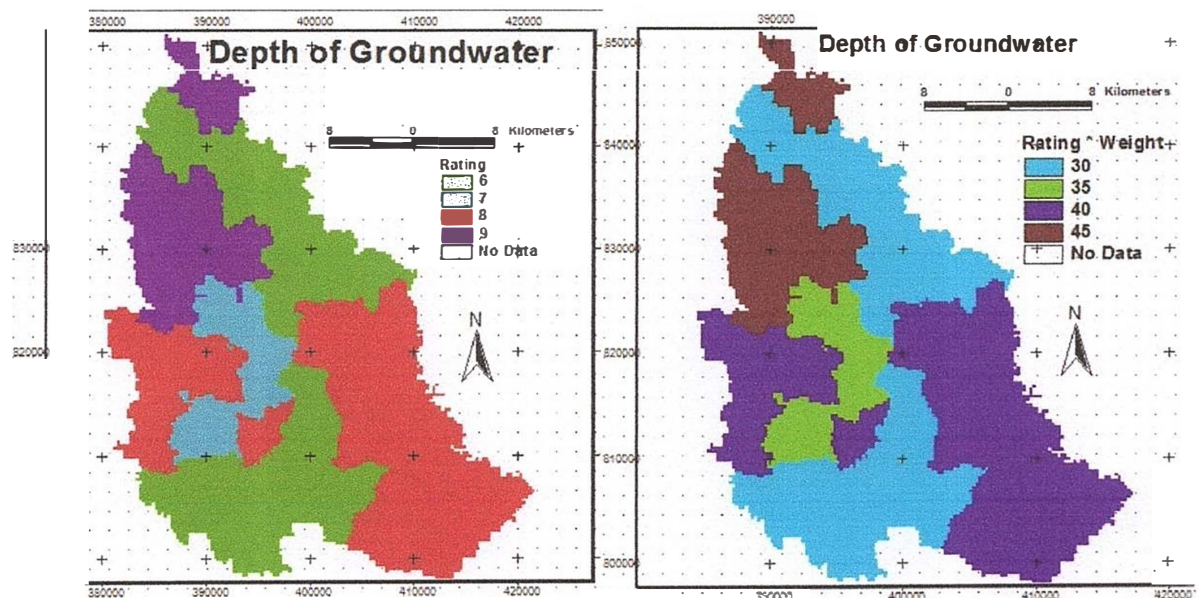 380000 390000 400000 410000 420000
Depth of Groundwater
8 0 8 Kilometers
Rating
6
7
8
9
No Data
830000
820000
N
380000 390000 400000 410000 420000
390000
Depth of Groundwater
850000
8 0 8 Kilometers
840000
Rating * Weight
30
35
40
45
No Data
830000
820000
N
810000
800000
390000 400000 410000 420000